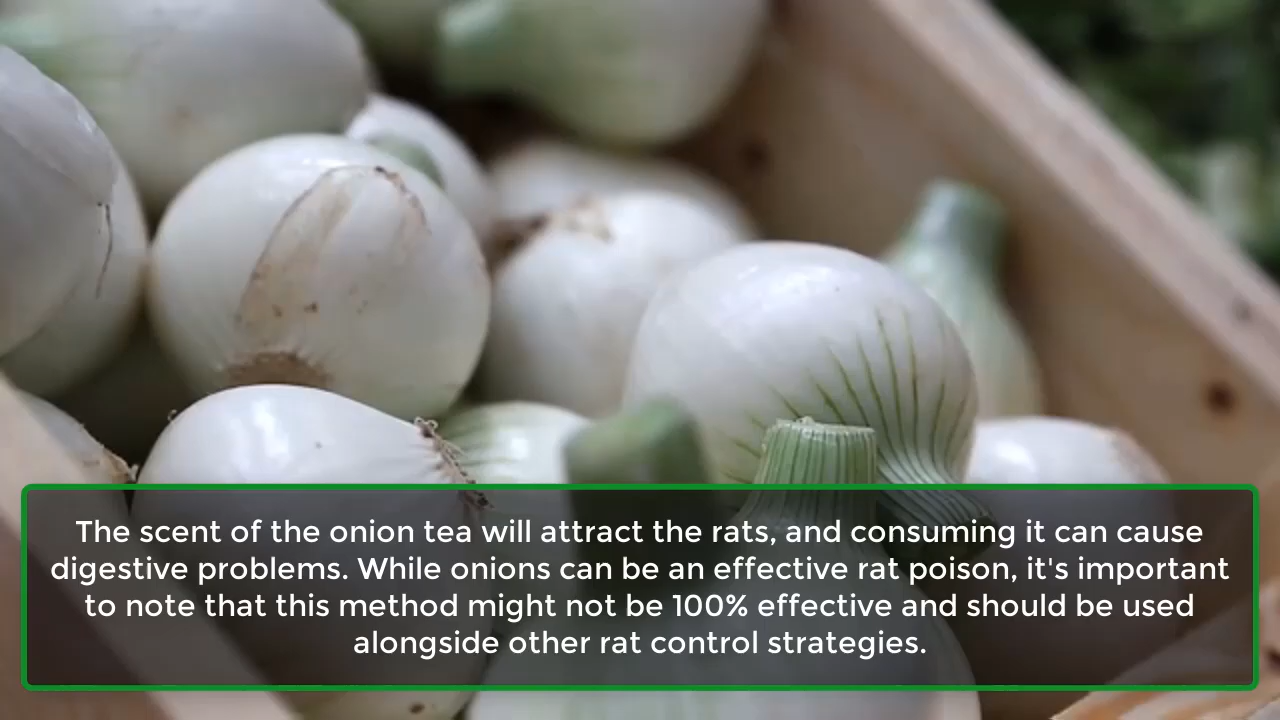 The scent of the onion tea will attract the rats, and consuming it can cause
digestive problems. While onions can be an effective rat poison, it's important
to note that this method might not be 100% effective and should be used
alongside other rat control strategies.